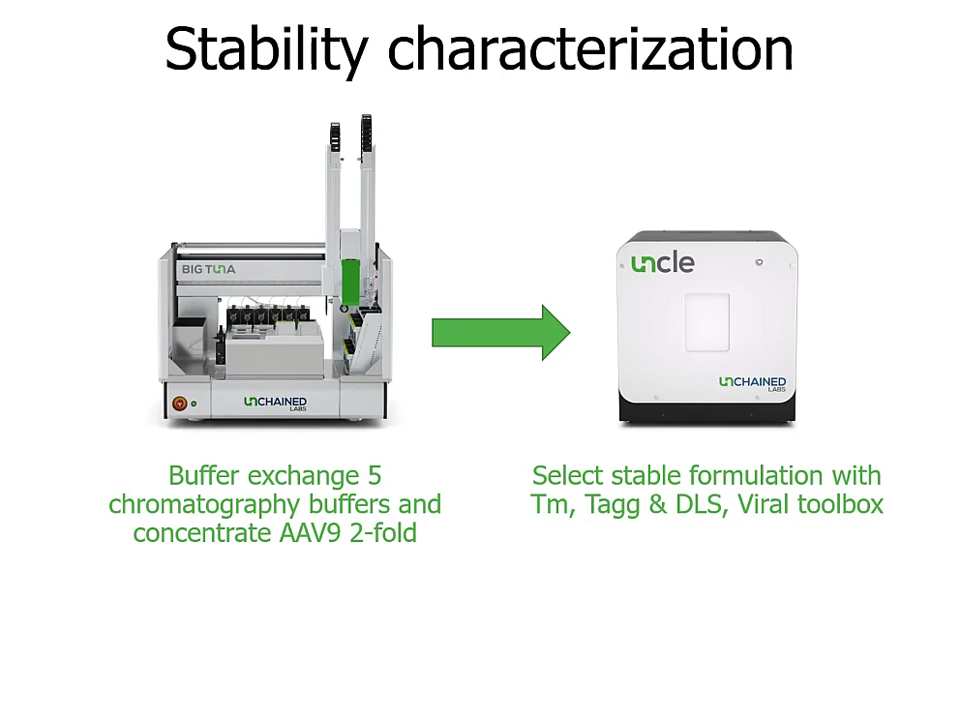 Stability characterization
BIG TUNA
UNCHAINED
LABS
uncle
UNCHAINED
LABS
Buffer exchange 5
chromatography buffers and
concentrate AAV9 2-fold
Select stable formulation with
Tm, Tagg & DLS, Viral toolbox